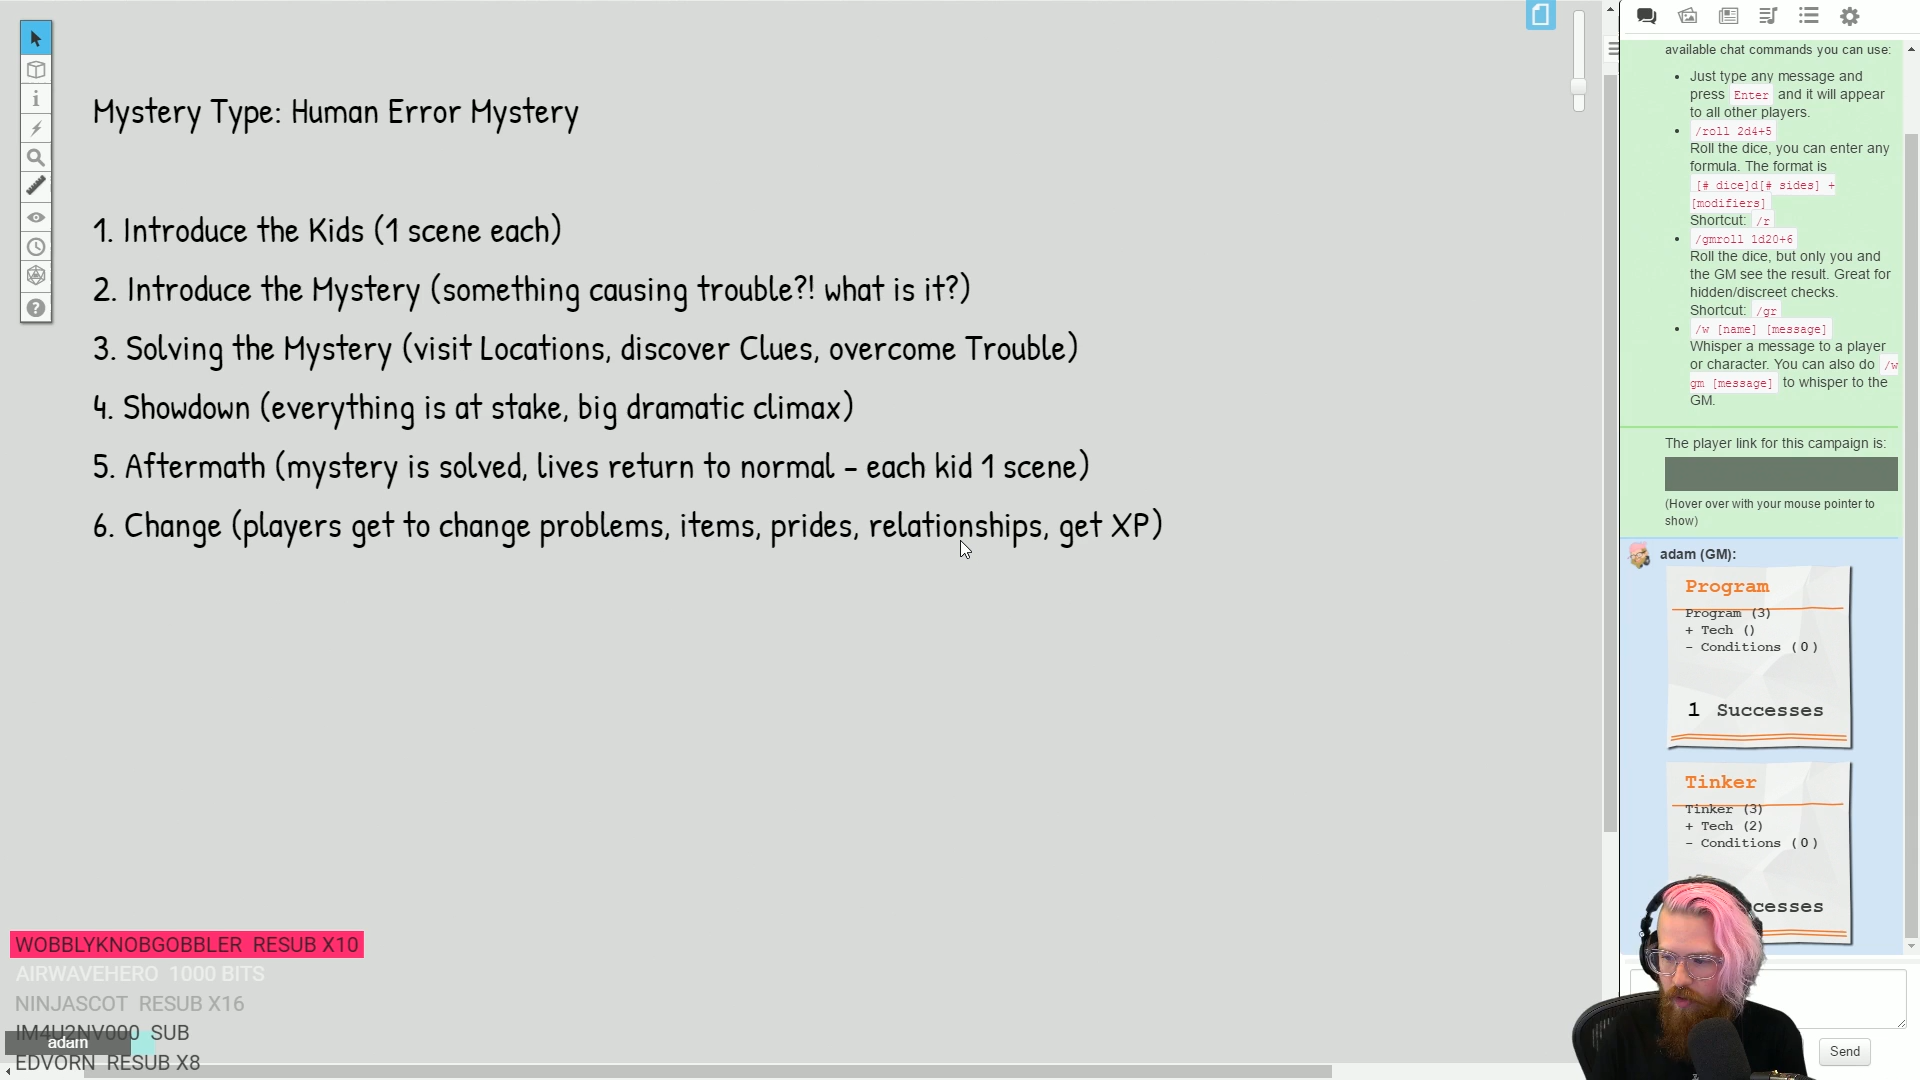 Mystery Type: Human Error Mystery
1. Introduce the Kids (1 scene each)
2. Introduce the Mystery (something causing trouble?! what is it?)
3. Solving the Mystery (visit Locations, discover Clues, overcome Trouble)
4. Showdown (everything is at stake, big dramatic climax)
5. Aftermath (mystery is solved, lives return to normal - each kid 1 scene)
6. Change (players get to change problems, items, prides, relationships, get XP)
WOBBLYKNOBGOBBLER RESUB X10
AIRWAVEHERO 1000 BITS
NINJASCOT RESUB X16
IM4U2NV000 SUB
adam
EDVORN RESUB X8
available chat commands you can use:
Just type any message and
press Enter and it will appear
to all other players.
/roll 2d4+5
Roll the dice, you can enter any
formula. The format is
[# dice]d[# sides] +
[modifiers]
Shortcut: /r
/gmroll 1d20+6
Roll the dice, but only you and
the GM see the result. Great for
hidden/discreet checks.
Shortcut: /gr
/w [name] [message]
Whisper a message to a player
or character. You can also do /w
gm [message] to whisper to the
GM.
The player link for this campaign is:
(Hover over with your mouse pointer to
show)
adam (GM):
Program
Program (3)
+ Tech ()
- Conditions (0)
1 Successes
Tinker
Tinker (3)
+ Tech (2)
- Conditions (0)
Send